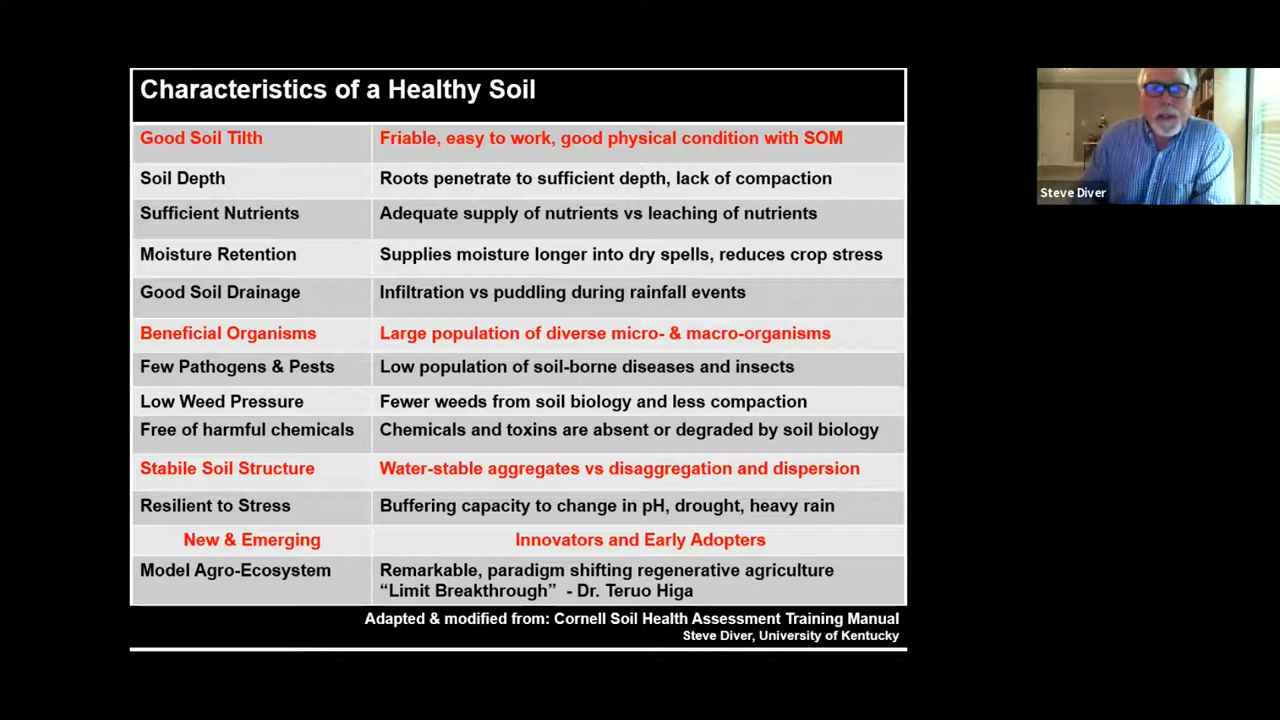 Characteristics of a Healthy Soil
Good Soil Tilth Friable, easy to work, good physical condition with SOM
Soil Depth Roots penetrate to sufficient depth, lack of compaction
Sufficient Nutrients Adequate supply of nutrients vs leaching of nutrients
Moisture Retention Supplies moisture longer into dry spells, reduces crop stress
Good Soil Drainage Infiltration vs puddling during rainfall events
Beneficial Organisms Large population of diverse micro- & macro-organisms
Few Pathogens & Pests Low population of soil-borne diseases and insects
Low Weed Pressure Fewer weeds from soil biology and less compaction
Free of harmful chemicals Chemicals and toxins are absent or degraded by soil biology
Stabile Soil Structure Water-stable aggregates vs disaggregation and dispersion
Resilient to Stress Buffering capacity to change in pH, drought, heavy rain
New & Emerging Innovators and Early Adopters
Model Agro-Ecosystem Remarkable, paradigm shifting regenerative agriculture
“Limit Breakthrough” - Dr. Teruo Higa
Adapted & modified from: Cornell Soil Health Assessment Training Manual
Steve Diver, University of Kentucky
Steve Diver